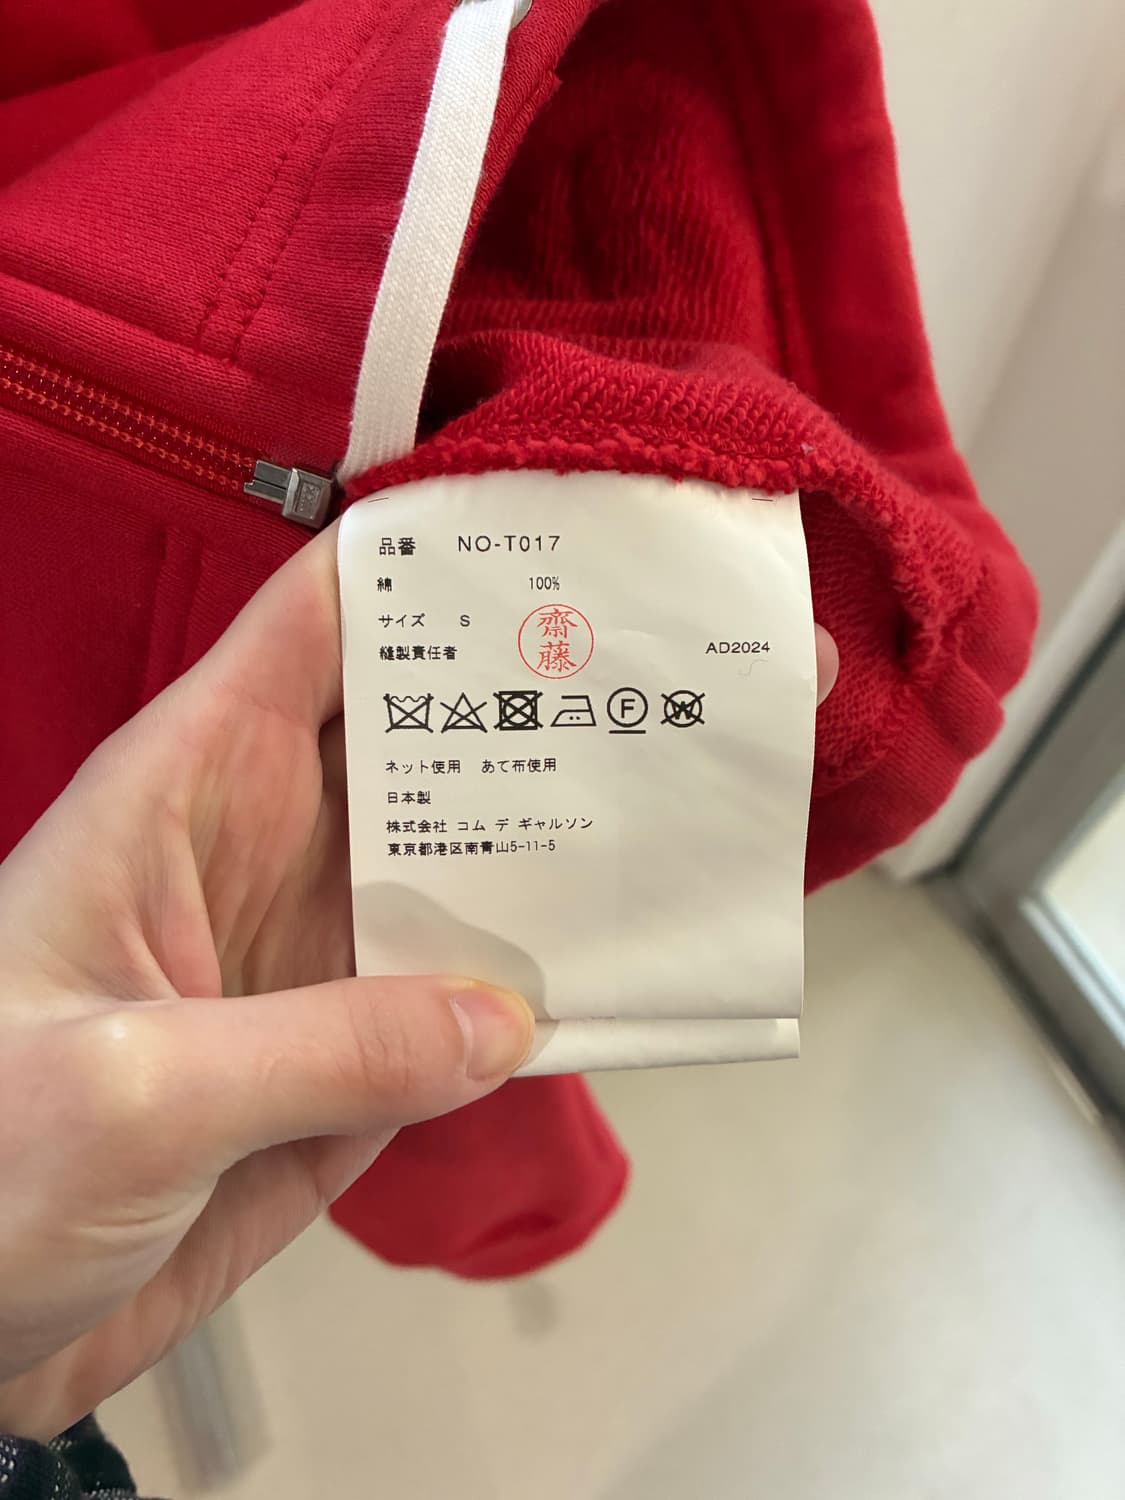 品番 NO-T017
綿 100%
サイズ S
齋藤
縫製責任者 AD2024
F W
ネット使用 あて布使用
日本製
株式会社 コム デ ギャルソン
東京都港区南青山5-11-5